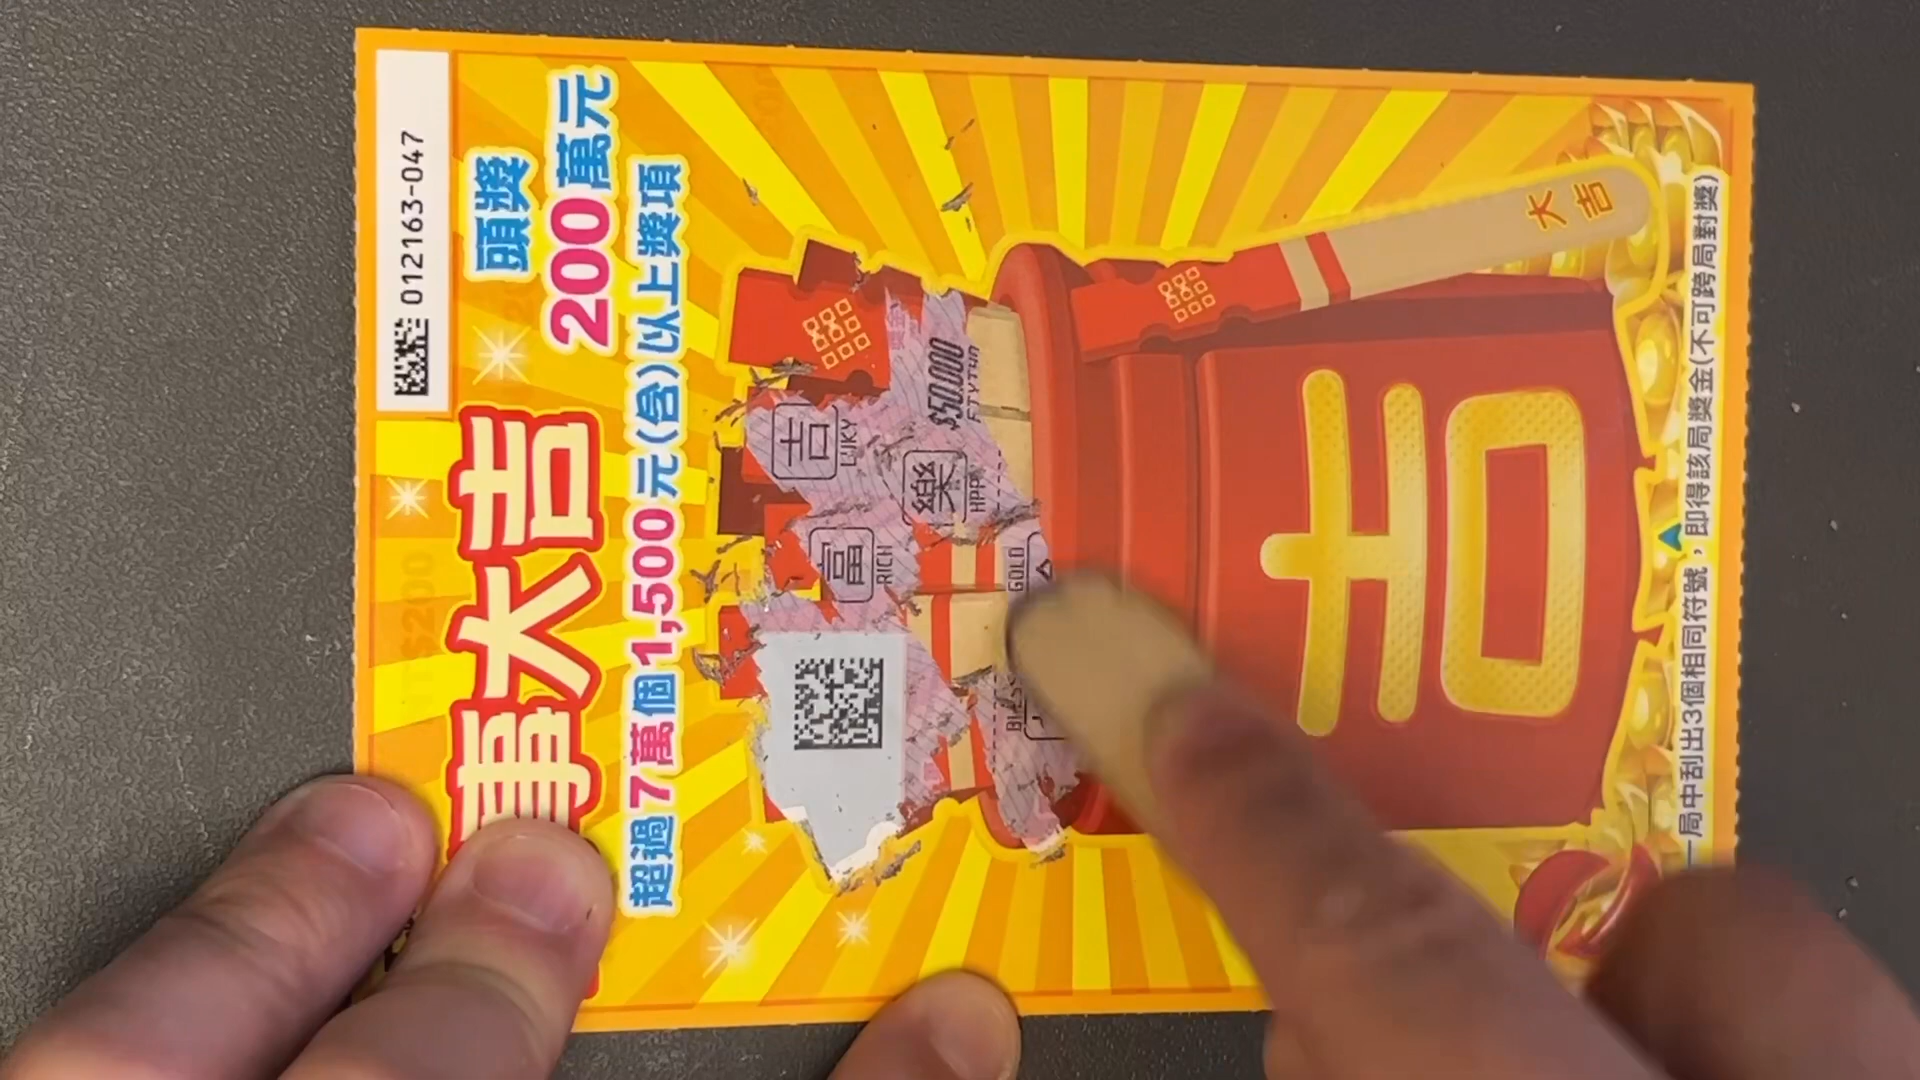 012163-047
頭獎
200萬元
事大吉
超過7萬個1,500元(含)以上獎項
$50,000
FTYTHD
吉
LUKY
樂
HPP
富
RICH
GOLD
大吉
吉
一局中刮出3個相同符號，即得該局獎金(不可跨局對獎)